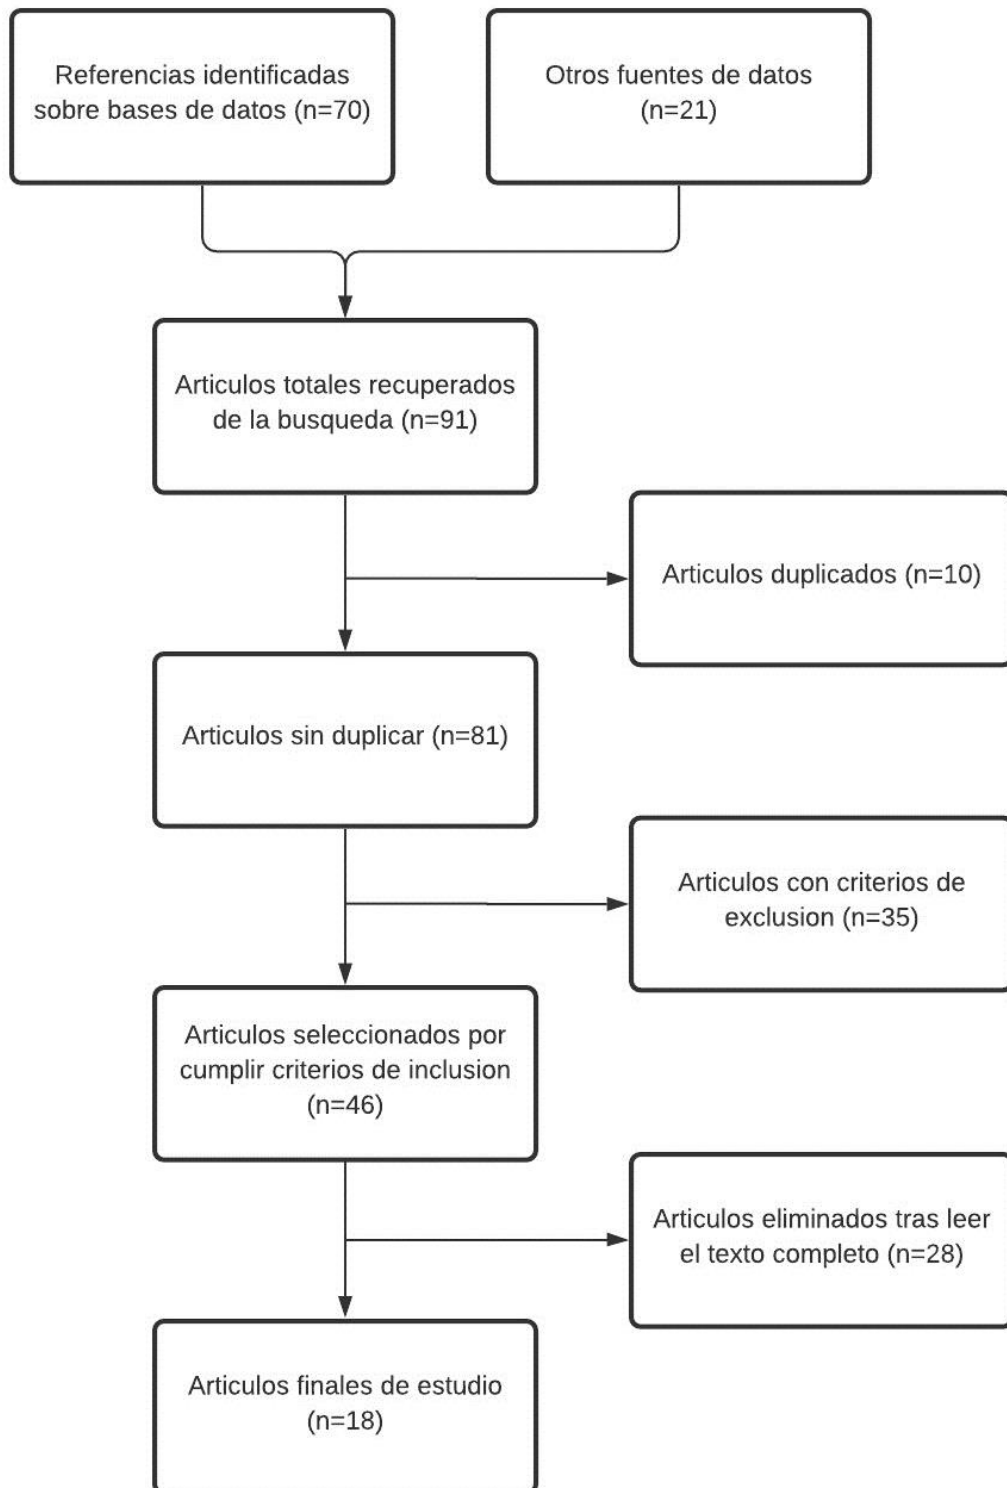 Referencias identificadas
sobre bases de datos (n=70)
Otros fuentes de datos
(n=21)
Articulos totales recuperados
de la busqueda (n=91)
Articulos duplicados (n=10)
Articulos sin duplicar (n=81)
Articulos con criterios de
exclusion (n=35)
Articulos seleccionados por
cumplir criterios de inclusion
(n=46)
Articulos eliminados tras leer
el texto completo (n=28)
Articulos finales de estudio
(n=18)